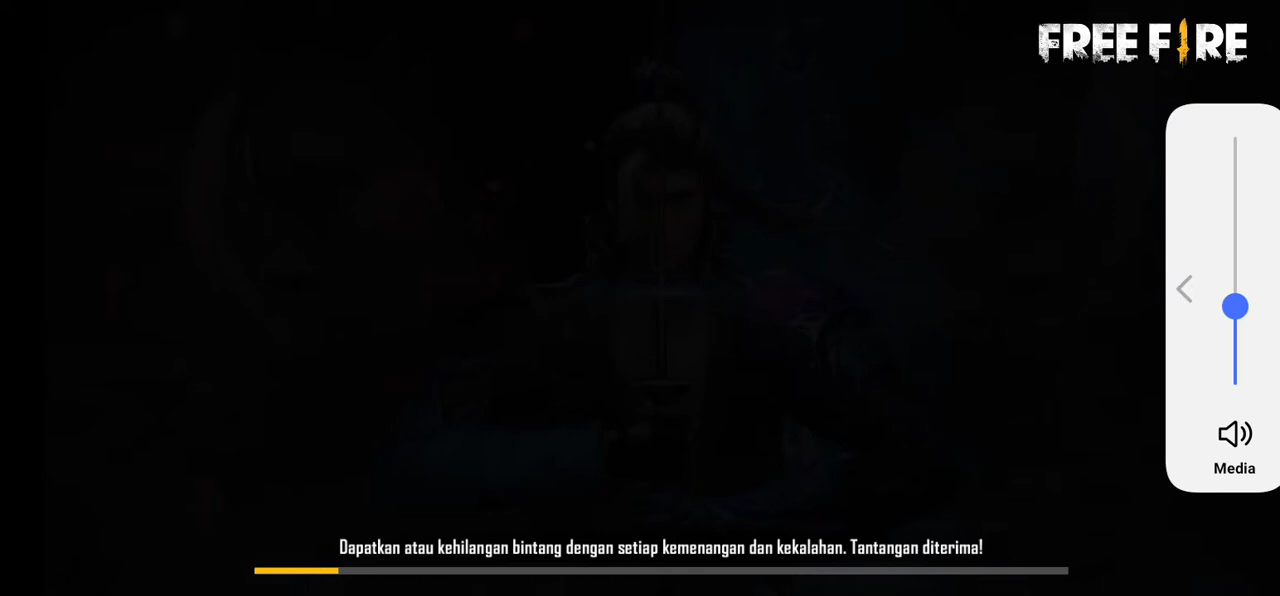 FREE FIRE
Media
Dapatkan atau kehilangan bintang dengan setiap kemenangan dan kekalahan. Tantangan diterima!